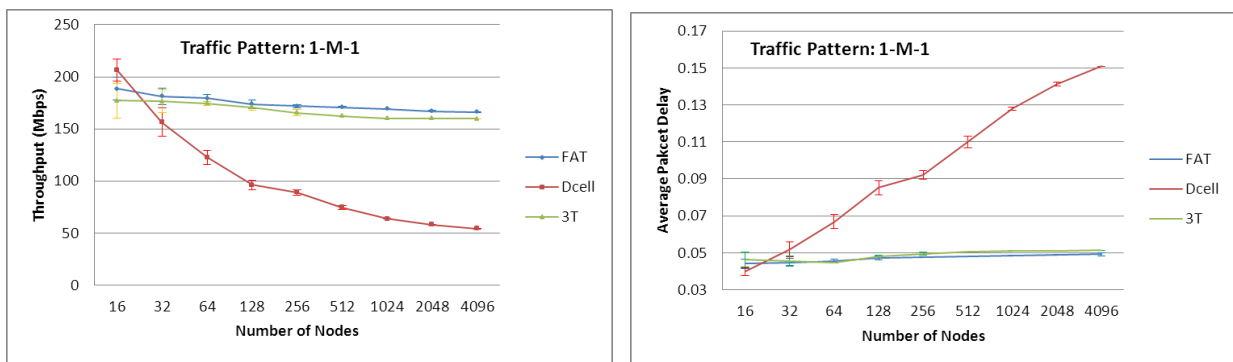 Traffic Pattern: 1-M-1
Throughput (Mbps)
250
200
150
100
50
0
16 32 64 128 256 512 1024 2048 4096
Number of Nodes
FAT
Dcell
3T
Traffic Pattern: 1-M-1
Average Pakcet Delay
0.17
0.15
0.13
0.11
0.09
0.07
0.05
0.03
16 32 64 128 256 512 1024 2048 4096
Number of Nodes
FAT
Dcell
3T